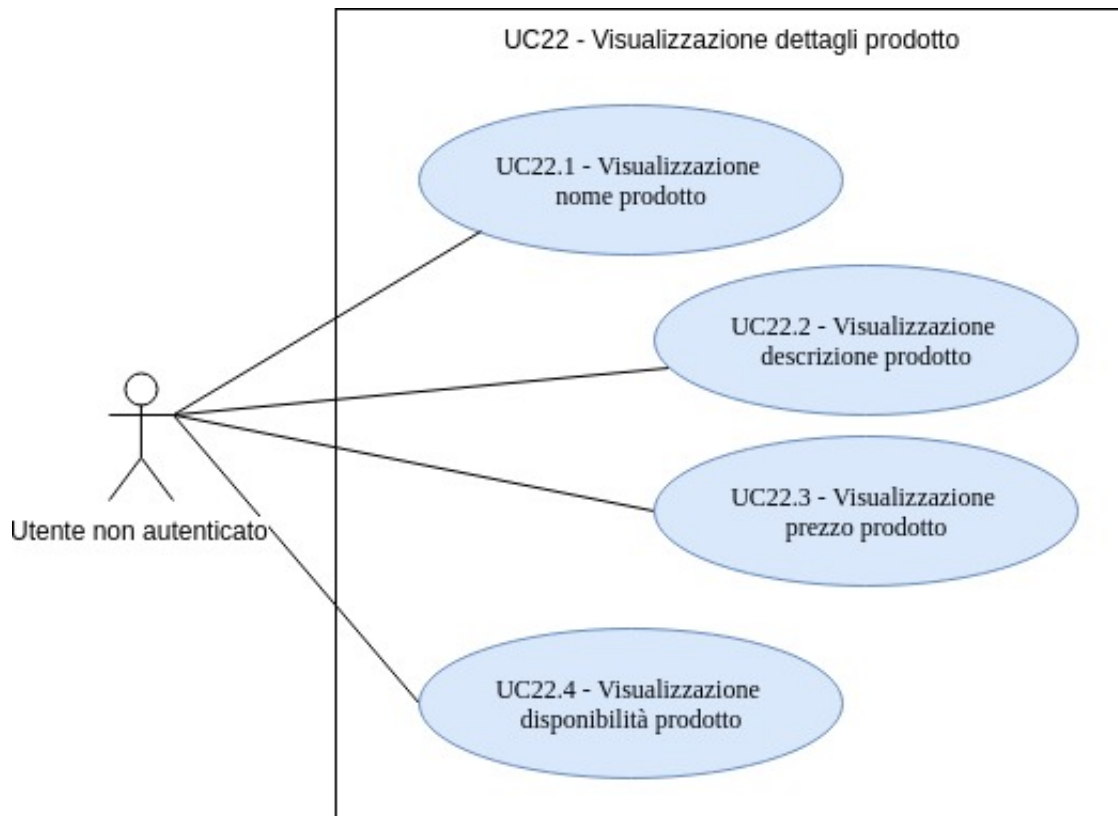 UC22 - Visualizzazione dettagli prodotto
UC22.1 - Visualizzazione
nome prodotto
UC22.2 - Visualizzazione
descrizione prodotto
UC22.3 - Visualizzazione
prezzo prodotto
Utente non autenticato
UC22.4 - Visualizzazione
disponibilità prodotto